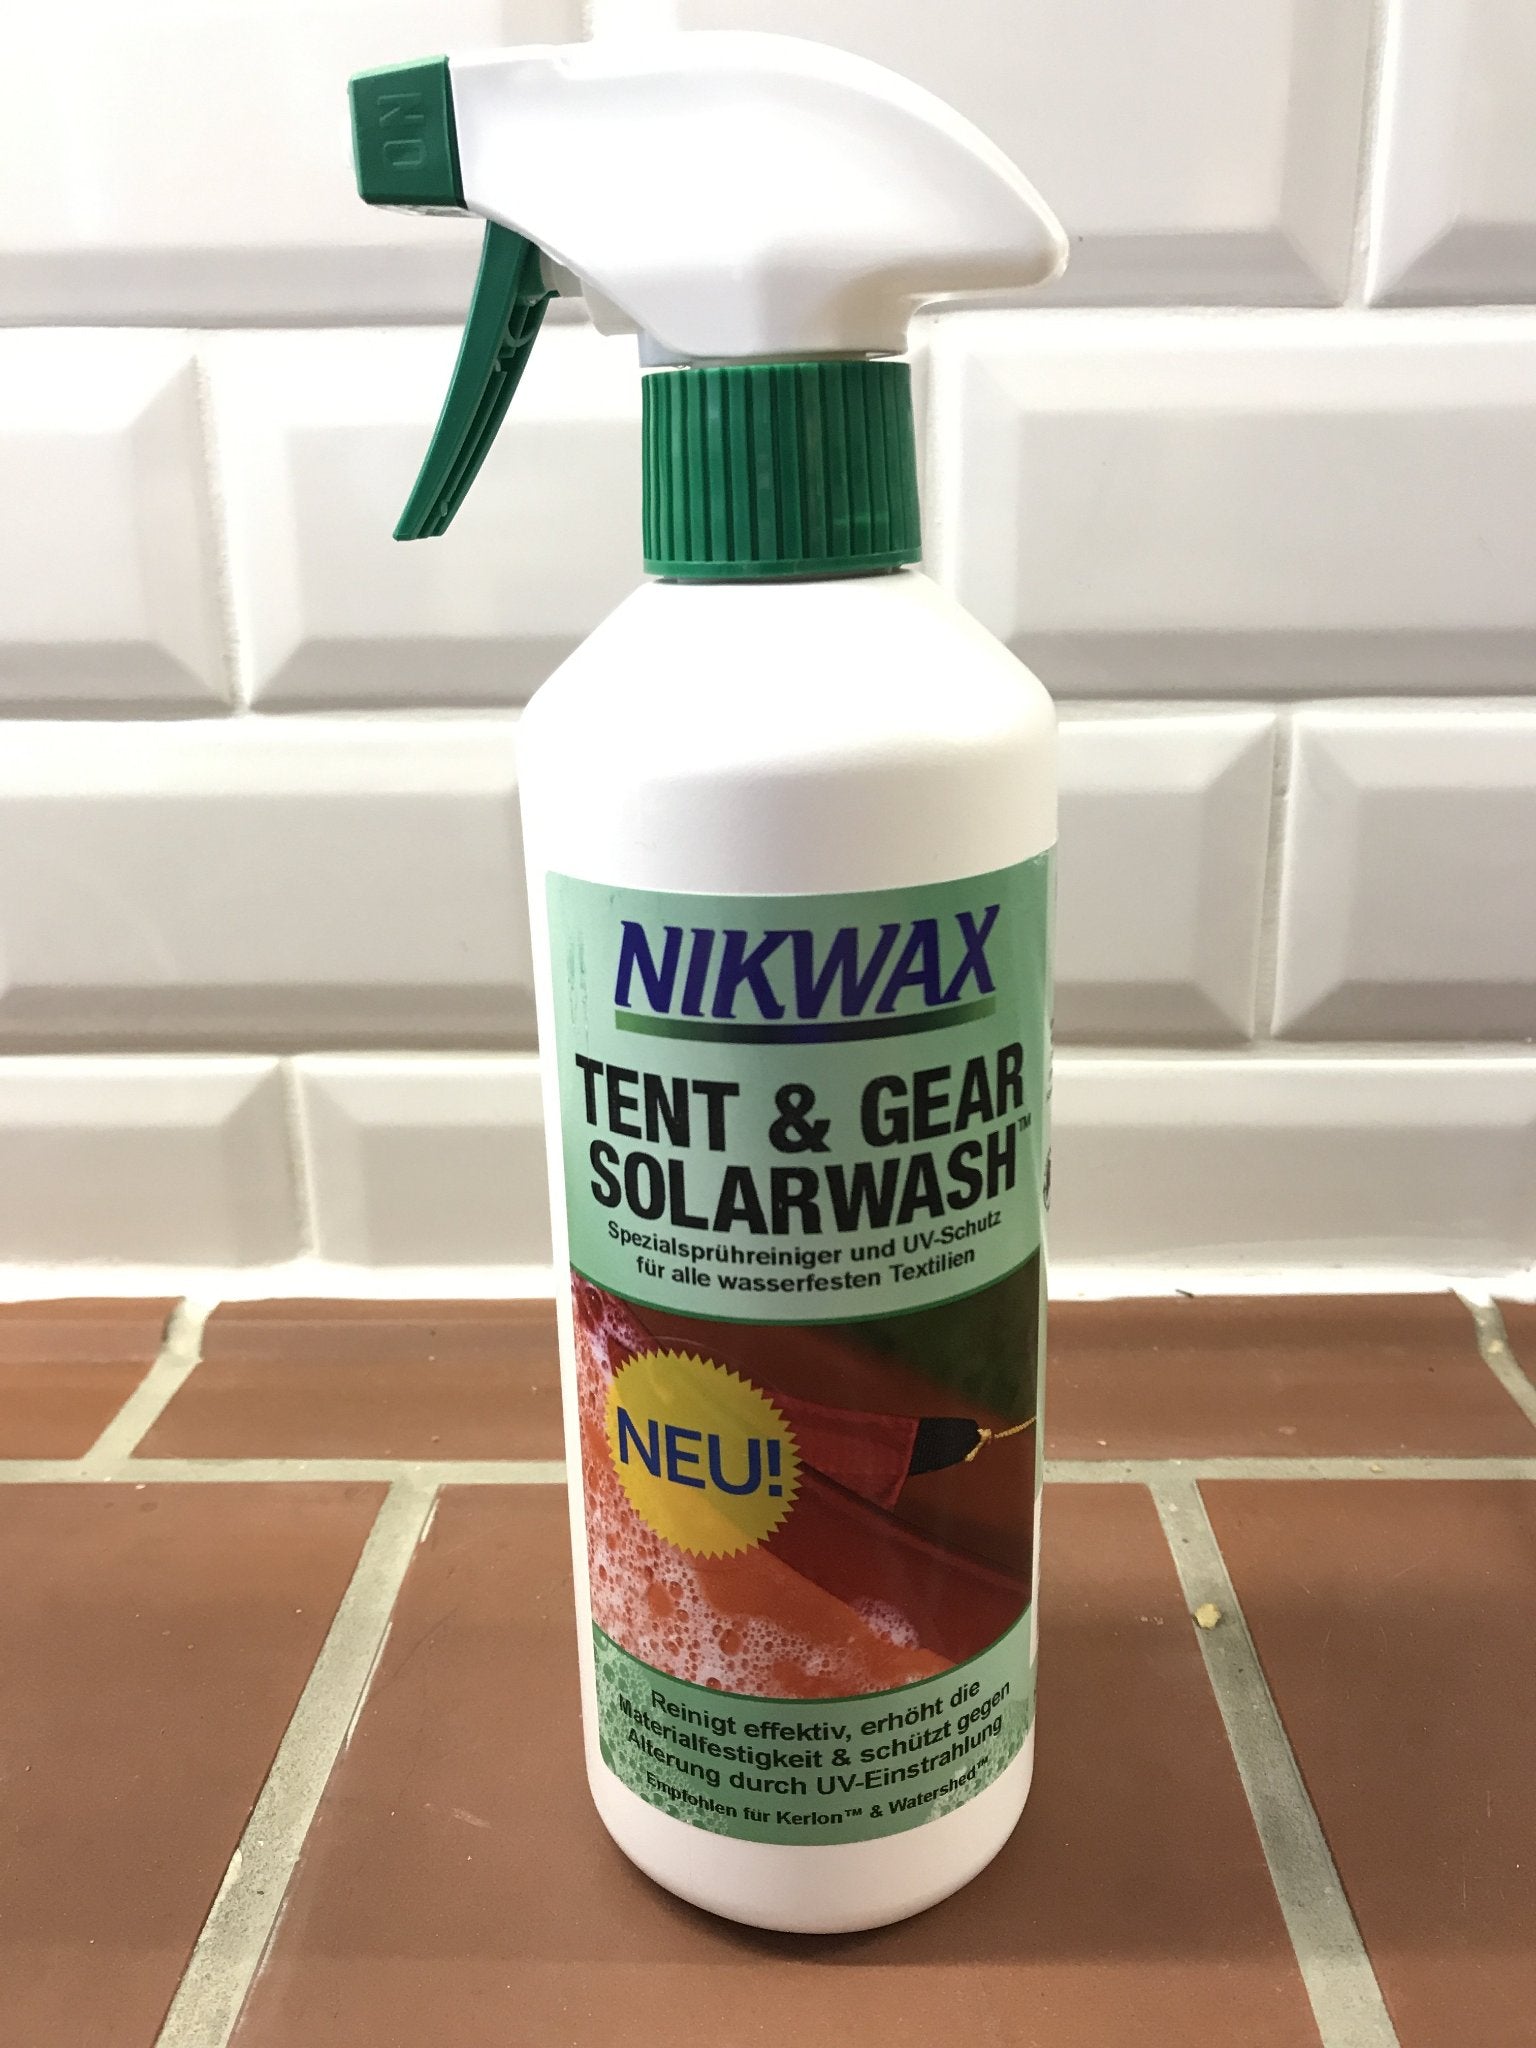 ON
NIKWAX
TENT & GEAR
SOLARWASH™
Spezialsprühreiniger und UV-Schutz
für alle wasserfesten Textilien
NEU!
Reinigt effektiv, erhöht die
Materialfestigkeit & schützt gegen
Alterung durch UV-Einstrahlung
Empfohlen für Kerlon™ & Watershed™